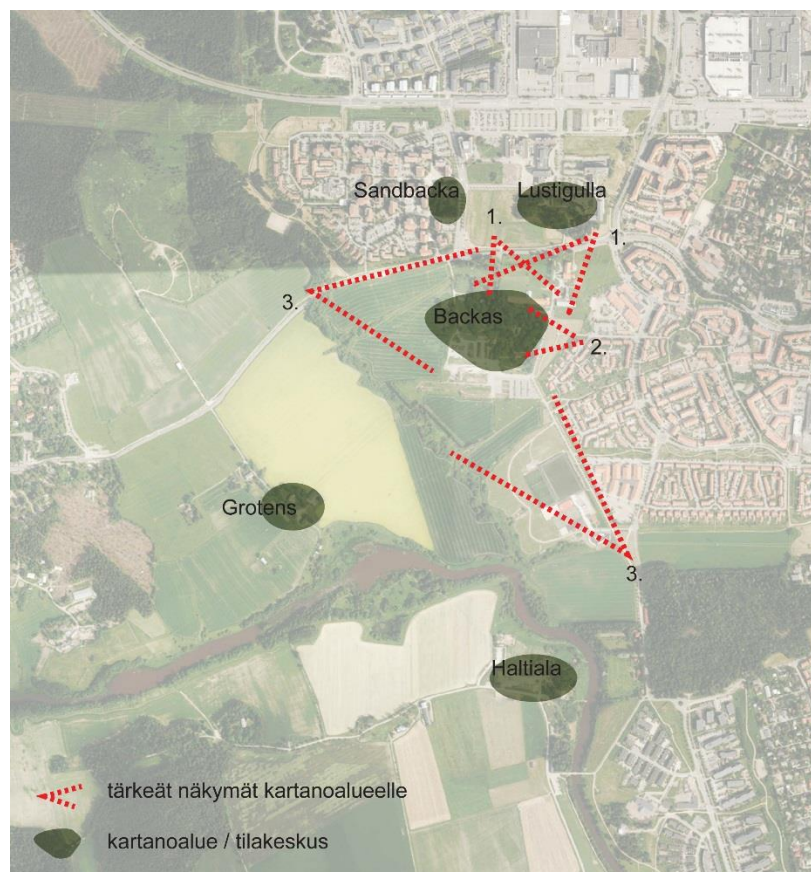 Sandbacka
Lustigulla
1.
1.
3.
Backas
2.
Grotens
3.
Haltiala
tärkeät näkymät kartanoalueelle
kartanoalue / tilakeskus